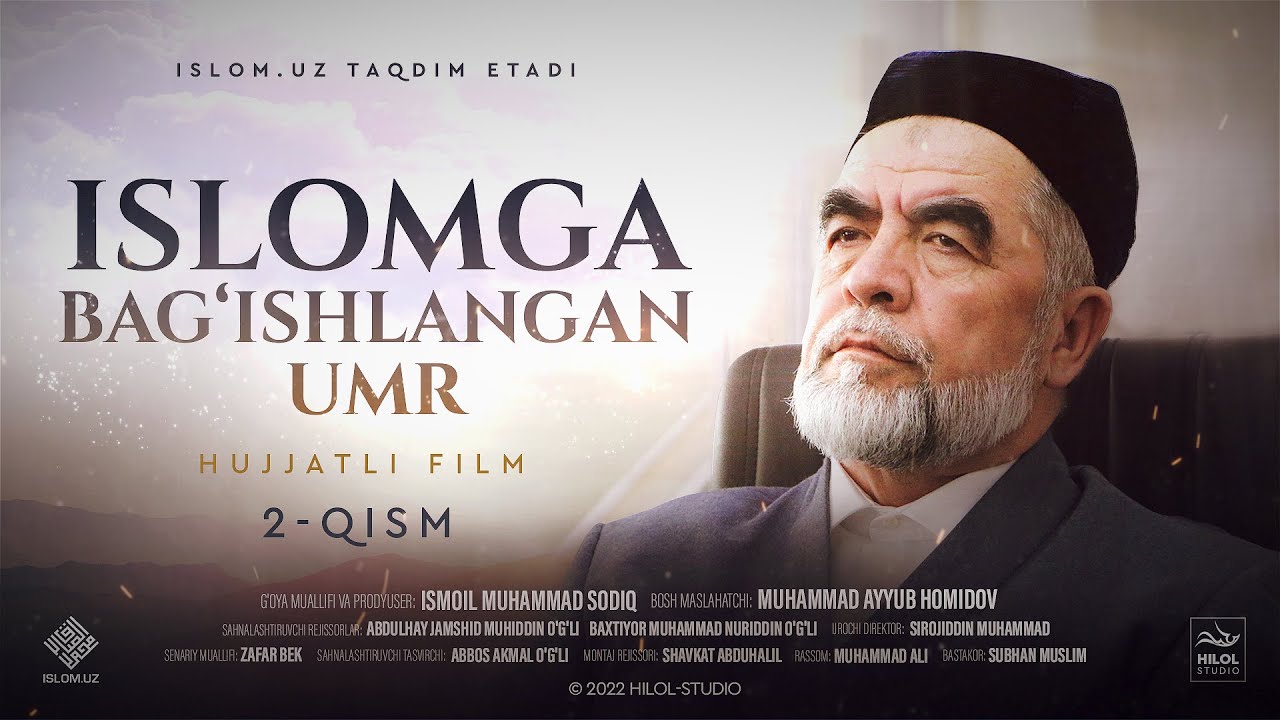 ISLOM.UZ TAQDIM ETADI
ISLOMGA
BAG‘ISHLANGAN
UMR
HUJJATLI FILM
2-QISM
G'OYA MUALLIFI VA PRODYUSER: ISMOIL MUHAMMAD SODIQ BOSH MASLAHATCHI: MUHAMMAD AYYUB HOMIDOV
SAHNALASHTIRUVCHI REJISSORLAR: ABDULHAY JAMSHID MUHIDDIN O'G'LI BAXTIYOR MUHAMMAD NURIDDIN O'G'LI IJROCHI DIREKTOR: SIROJIDDIN MUHAMMAD
SENARIY MUALLIFI: ZAFAR BEK SAHNALASHTIRUVCHI TASVIRCHI: ABBOS AKMAL O'G'LI MONTAJ REJISSORI: SHAVKAT ABDUHALIL RASSOM: MUHAMMAD ALI BASTAKOR: SUBHAN MUSLIM
ISLOM.UZ
© 2022 HILOL-STUDIO
HILOL
STUDIO